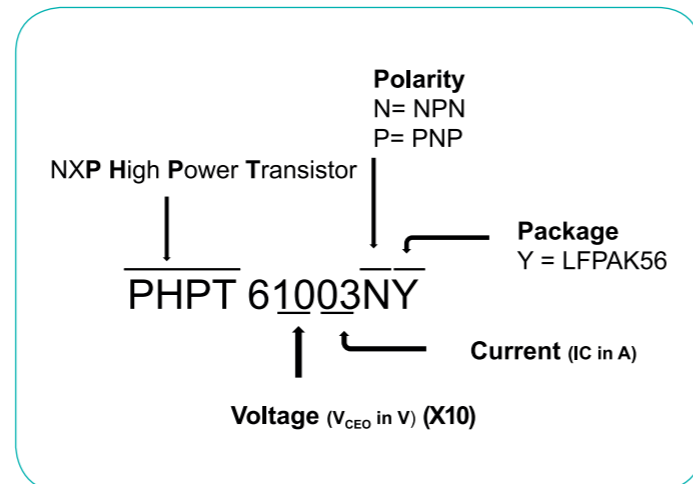 Polarity
N= NPN
P= PNP
NXP High Power Transistor
Package
Y = LFPAK56
PHPT 61003NY
Current (IC in A)
Voltage (VCEO in V) (X10)